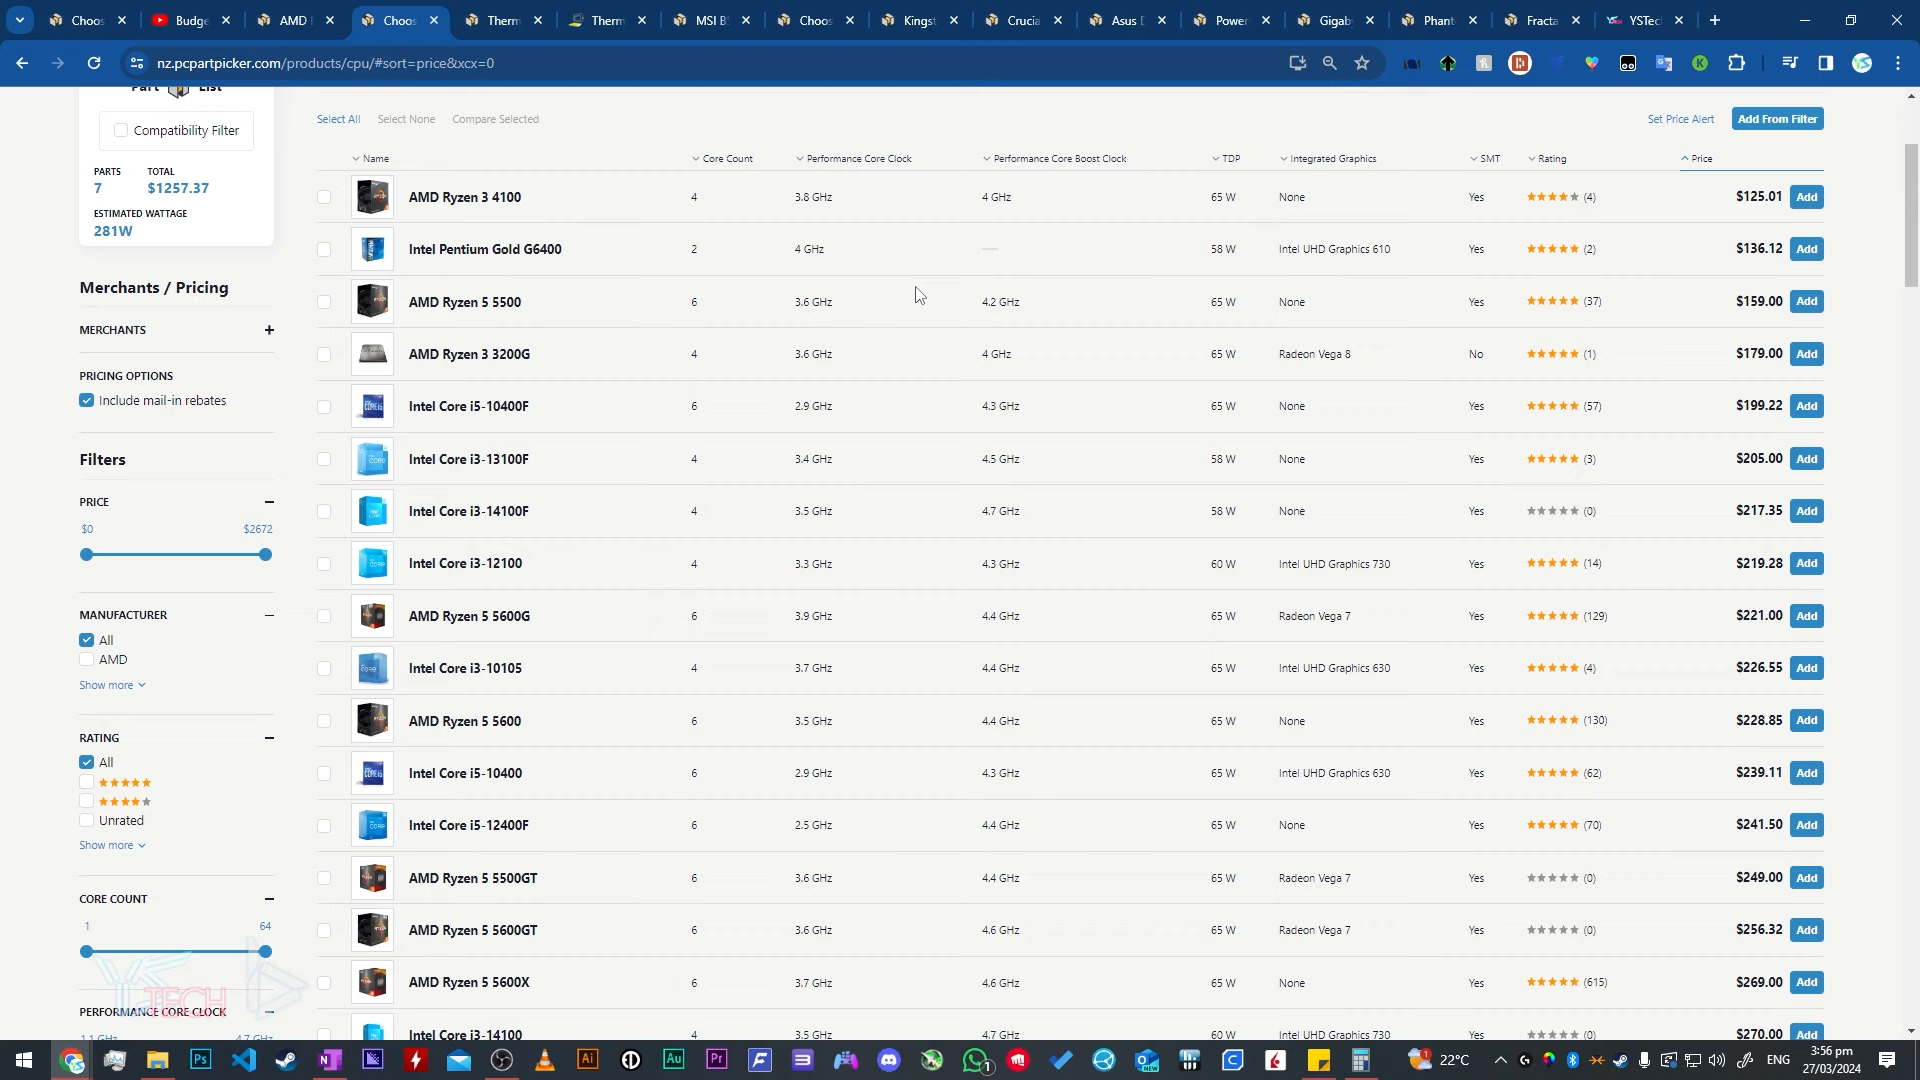 Choos
Budge
AMD
Choos
Therm
Therm
MSI B
Choos
Kingst
Crucia
Asus D
Power
Gigab
Phant
Fracta
YSTec
nz.pcpartpicker.com/products/cpu/#sort=price&xcx=0
Part List
Compatibility Filter
PARTS TOTAL
7 $1257.37
ESTIMATED WATTAGE
281W
Merchants / Pricing
MERCHANTS +
PRICING OPTIONS
Include mail-in rebates
Filters
PRICE
$0 $2672
MANUFACTURER
All
AMD
Show more
RATING
All
Unrated
Show more
CORE COUNT
1 64
YS TECH
PERFORMANCE CORE CLOCK
1.1 GHz 4.7 GHz
Select All Select None Compare Selected Set Price Alert Add From Filter
Name Core Count Performance Core Clock Performance Core Boost Clock TDP Integrated Graphics SMT Rating Price
AMD Ryzen 3 4100 4 3.8 GHz 4 GHz 65 W None Yes (4) $125.01 Add
Intel Pentium Gold G6400 2 4 GHz — 58 W Intel UHD Graphics 610 Yes (2) $136.12 Add
AMD Ryzen 5 5500 6 3.6 GHz 4.2 GHz 65 W None Yes (37) $159.00 Add
AMD Ryzen 3 3200G 4 3.6 GHz 4 GHz 65 W Radeon Vega 8 No (1) $179.00 Add
Intel Core i5-10400F 6 2.9 GHz 4.3 GHz 65 W None Yes (57) $199.22 Add
Intel Core i3-13100F 4 3.4 GHz 4.5 GHz 58 W None Yes (3) $205.00 Add
Intel Core i3-14100F 4 3.5 GHz 4.7 GHz 58 W None Yes (0) $217.35 Add
Intel Core i3-12100 4 3.3 GHz 4.3 GHz 60 W Intel UHD Graphics 730 Yes (14) $219.28 Add
AMD Ryzen 5 5600G 6 3.9 GHz 4.4 GHz 65 W Radeon Vega 7 Yes (129) $221.00 Add
Intel Core i3-10105 4 3.7 GHz 4.4 GHz 65 W Intel UHD Graphics 630 Yes (4) $226.55 Add
AMD Ryzen 5 5600 6 3.5 GHz 4.4 GHz 65 W None Yes (130) $228.85 Add
Intel Core i5-10400 6 2.9 GHz 4.3 GHz 65 W Intel UHD Graphics 630 Yes (62) $239.11 Add
Intel Core i5-12400F 6 2.5 GHz 4.4 GHz 65 W None Yes (70) $241.50 Add
AMD Ryzen 5 5500GT 6 3.6 GHz 4.4 GHz 65 W Radeon Vega 7 Yes (0) $249.00 Add
AMD Ryzen 5 5600GT 6 3.6 GHz 4.6 GHz 65 W Radeon Vega 7 Yes (0) $256.32 Add
AMD Ryzen 5 5600X 6 3.7 GHz 4.6 GHz 65 W None Yes (615) $269.00 Add
Intel Core i3-14100 4 3.5 GHz 4.7 GHz 60 W Intel UHD Graphics 730 Yes (0) $270.00 Add
22°C
ENG
3:56 pm
27/03/2024